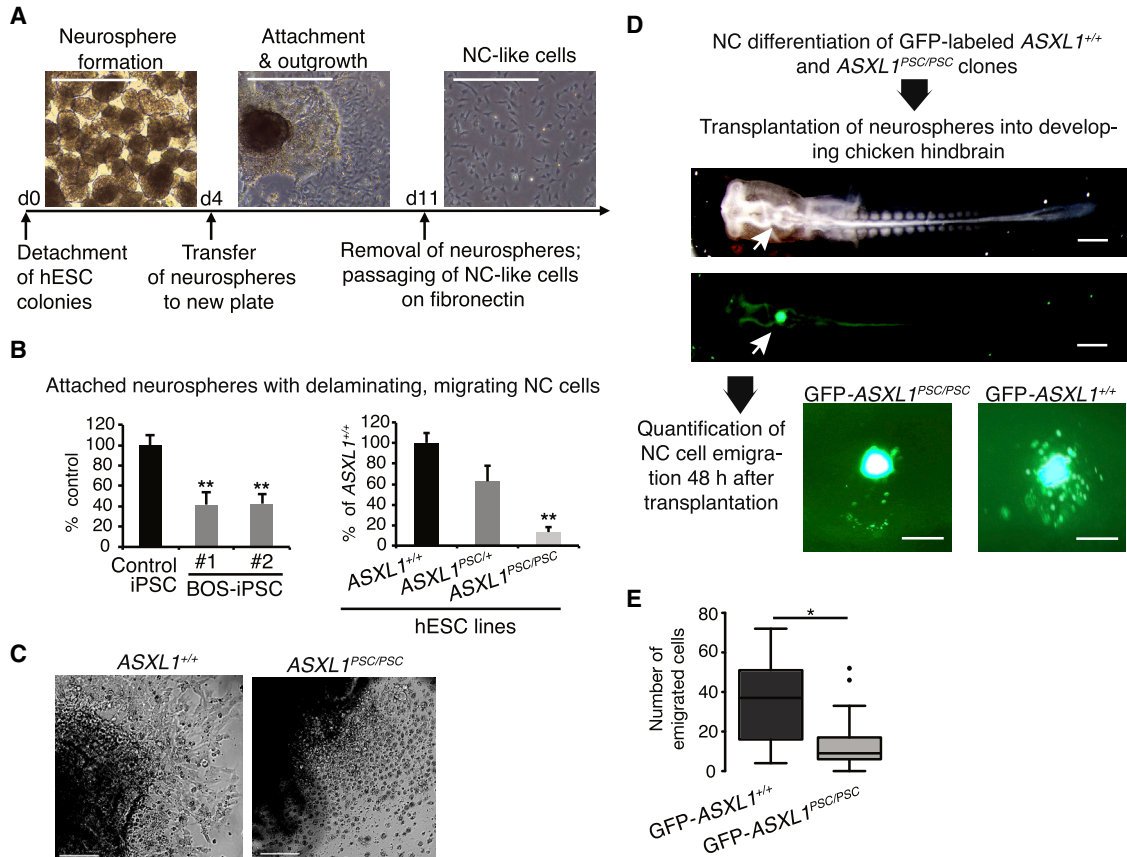 A
Neurosphere
formation
Attachment
& outgrowth
NC-like cells
d0
d4
d11
Detachment
of hESC
colonies
Transfer
of neurospheres
to new plate
Removal of neurospheres;
passaging of NC-like cells
on fibronectin
B
Attached neurospheres with delaminating, migrating NC cells
% control
120
100
80
60
40
20
0
**
**
Control
iPSC
#1
#2
BOS-iPSC
% of ASXL1+/+
120
100
80
60
40
20
0
**
ASXL1+/+
ASXL1PSC/+
ASXL1PSC/PSC
hESC lines
C
ASXL1+/+
ASXL1PSC/PSC
D
NC differentiation of GFP-labeled ASXL1+/+
and ASXL1PSC/PSC clones
Transplantation of neurospheres into develop-
ing chicken hindbrain
Quantification of
NC cell emigra-
tion 48 h after
transplantation
GFP-ASXL1PSC/PSC
GFP-ASXL1+/+
E
Number of
emigrated cells
80
60
40
20
0
*
GFP-ASXL1+/+
GFP-ASXL1PSC/PSC